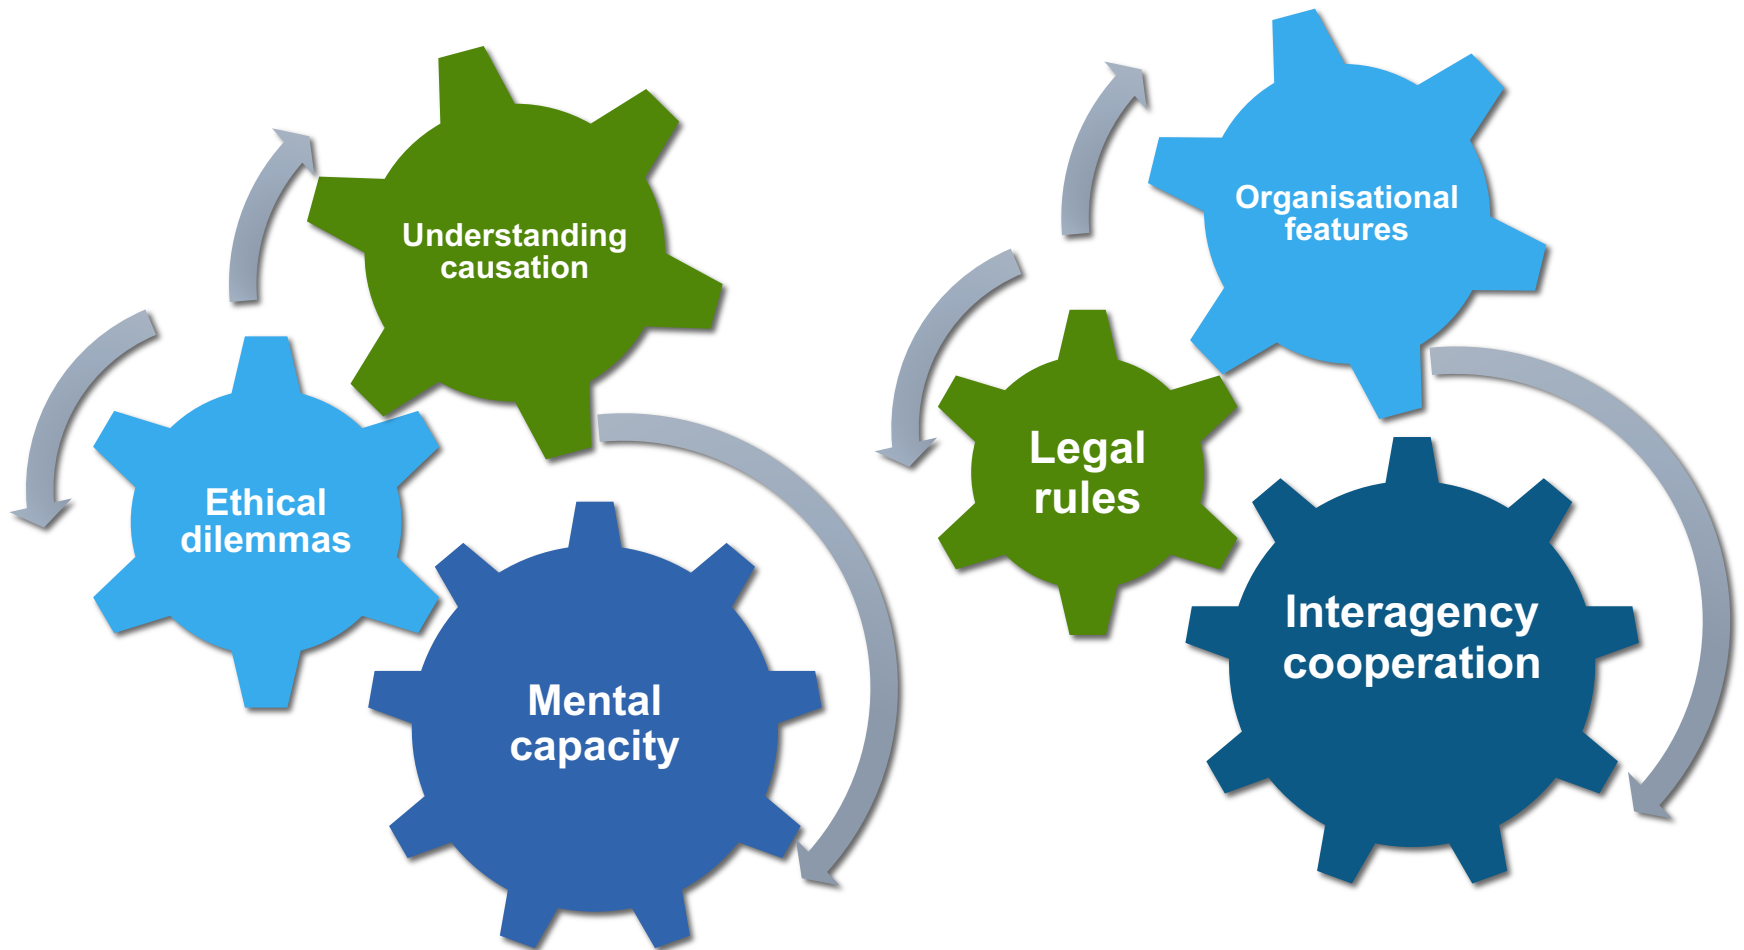 Understanding
causation
Ethical
dilemmas
Mental
capacity
Organisational
features
Legal
rules
Interagency
cooperation